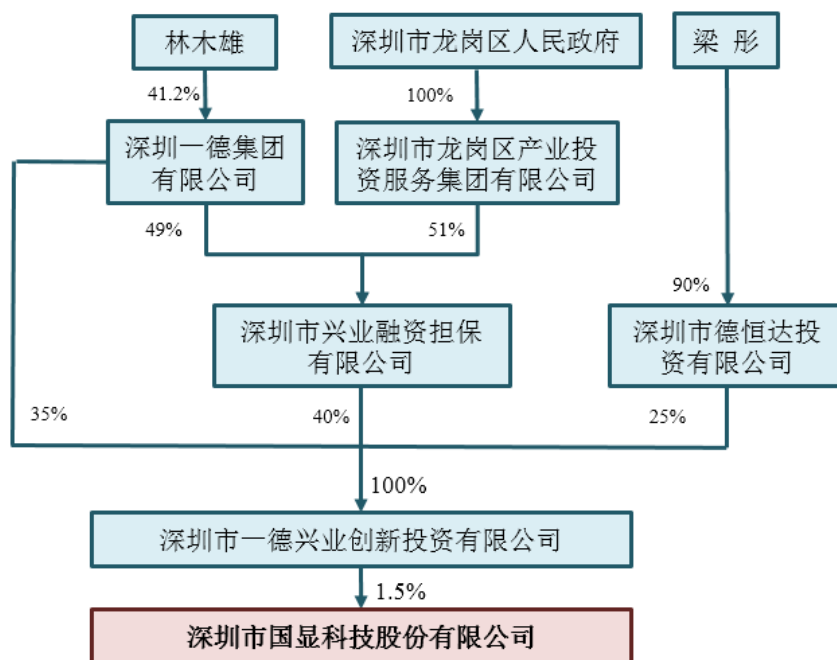 林木雄
深圳市龙岗区人民政府
梁 彤
41.2%
100%
深圳一德集团
有限公司
深圳市龙岗区产业投
资服务集团有限公司
49%
51%
90%
深圳市兴业融资担保
有限公司
深圳市德恒达投
资有限公司
35%
40%
25%
100%
深圳市一德兴业创新投资有限公司
1.5%
深圳市国显科技股份有限公司